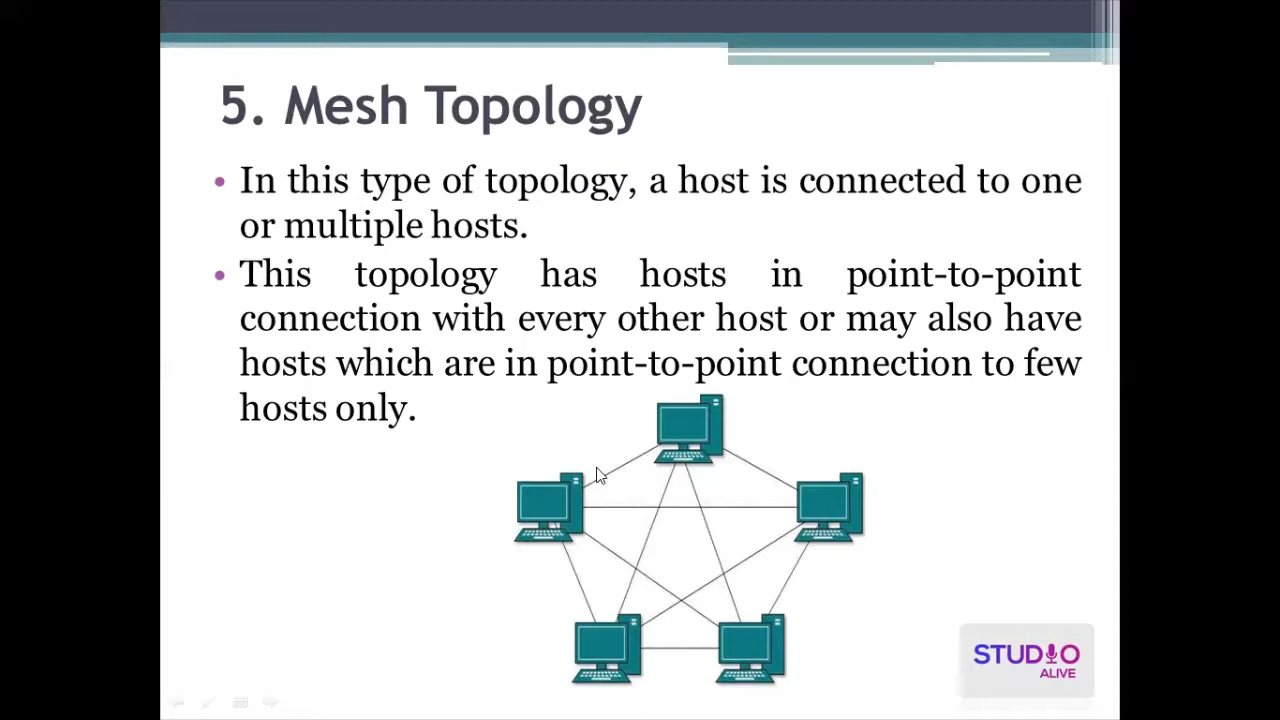 5. Mesh Topology
• In this type of topology, a host is connected to one
or multiple hosts.
• This topology has hosts in point-to-point
connection with every other host or may also have
hosts which are in point-to-point connection to few
hosts only.
STUDIO
ALIVE